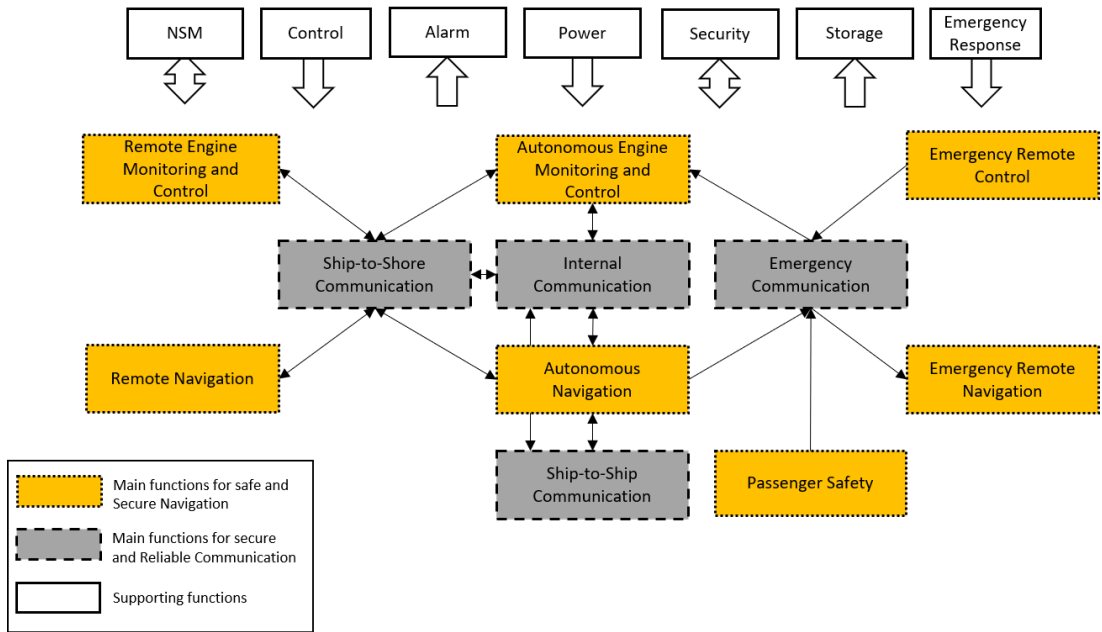 NSM
Control
Alarm
Power
Security
Storage
Emergency
Response
Remote Engine
Monitoring and
Control
Autonomous Engine
Monitoring and
Control
Emergency Remote
Control
Ship-to-Shore
Communication
Internal
Communication
Emergency
Communication
Remote Navigation
Autonomous
Navigation
Emergency Remote
Navigation
Ship-to-Ship
Communication
Passenger Safety
Main functions for safe and
Secure Navigation
Main functions for secure
and Reliable Communication
Supporting functions